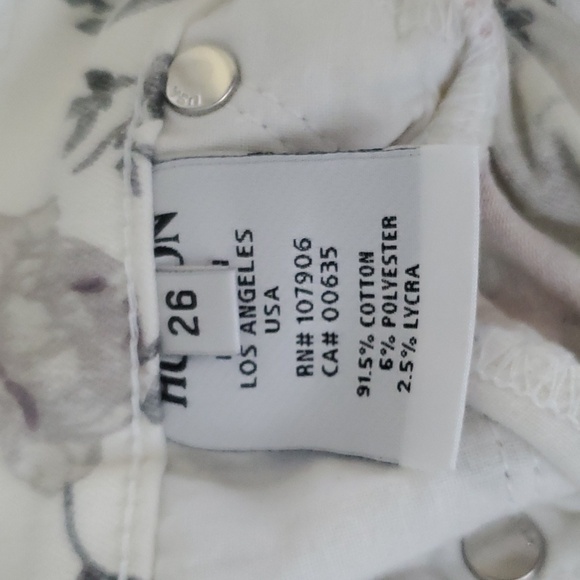 26
LOS ANGELES
USA
RN# 107906
CA# 00635
91.5% COTTON
6% POLYESTER
2.5% LYCRA